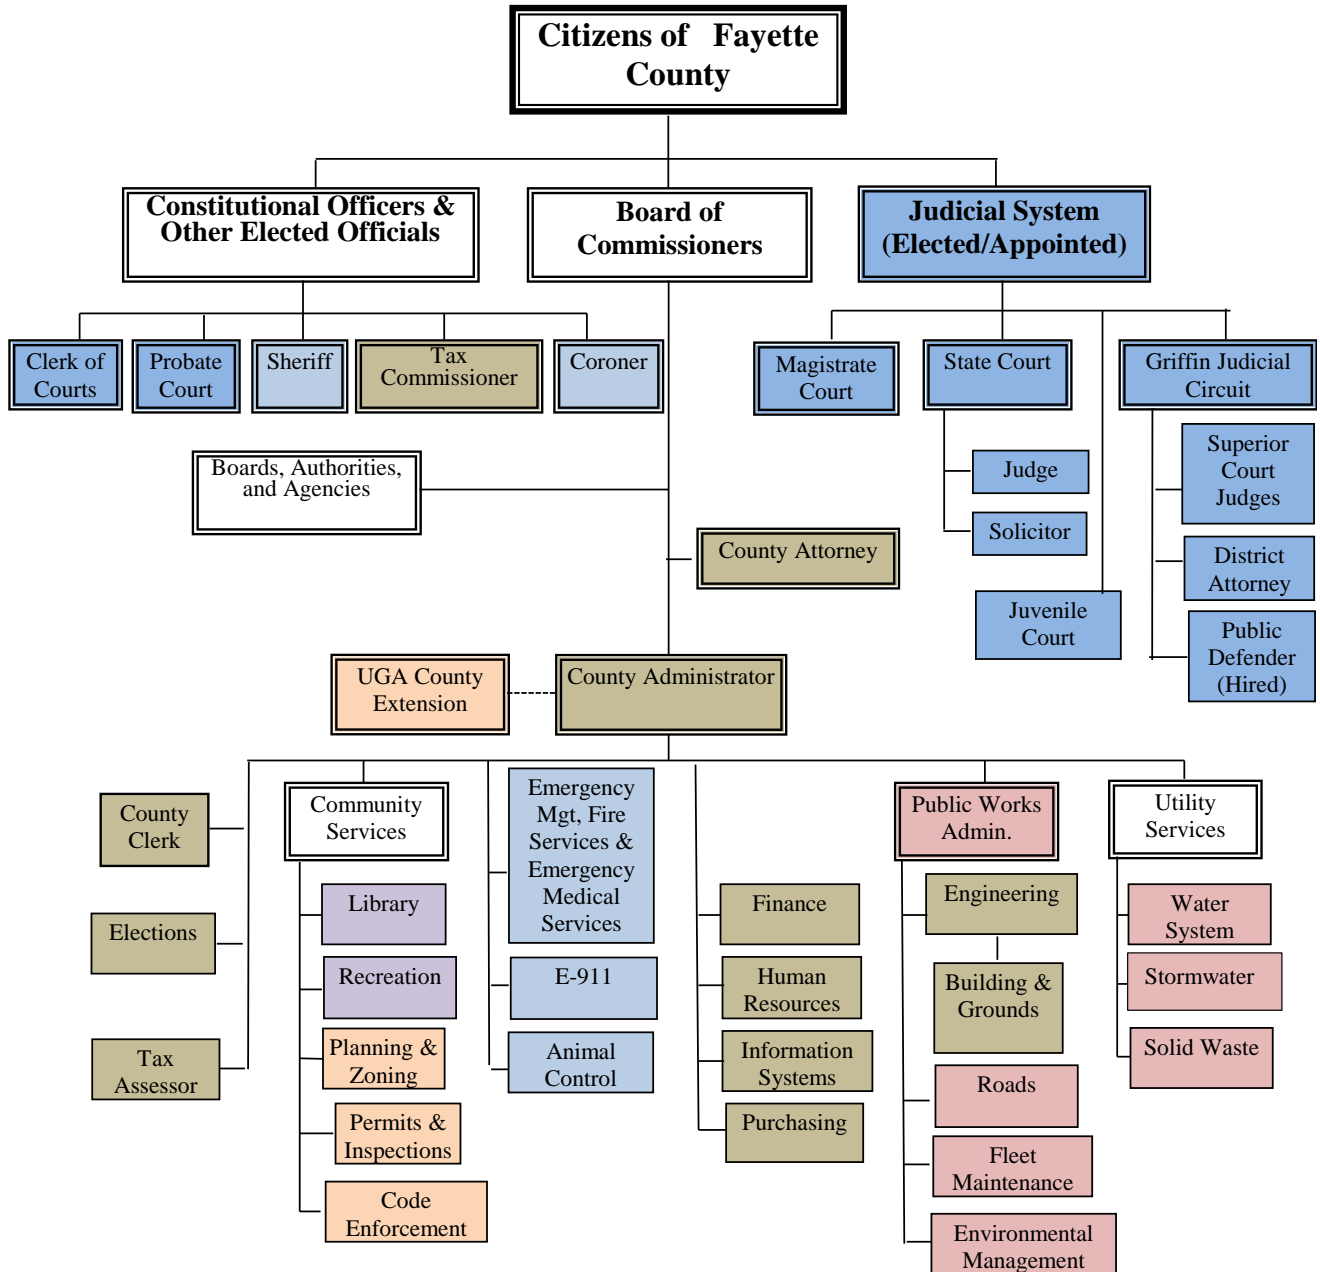 Citizens of Fayette
County
Constitutional Officers &
Other Elected Officials
Board of
Commissioners
Judicial System
(Elected/Appointed)
Clerk of
Courts
Probate
Court
Sheriff
Tax
Commissioner
Coroner
Magistrate
Court
State Court
Griffin Judicial
Circuit
Boards, Authorities,
and Agencies
Judge
Solicitor
Superior
Court
Judges
County Attorney
District
Attorney
Juvenile
Court
Public
Defender
(Hired)
UGA County
Extension
County Administrator
County
Clerk
Elections
Tax
Assessor
Community
Services
Library
Recreation
Planning &
Zoning
Permits &
Inspections
Code
Enforcement
Emergency
Mgt, Fire
Services &
Emergency
Medical
Services
E-911
Animal
Control
Finance
Human
Resources
Information
Systems
Purchasing
Public Works
Admin.
Engineering
Building &
Grounds
Roads
Fleet
Maintenance
Environmental
Management
Utility
Services
Water
System
Stormwater
Solid Waste